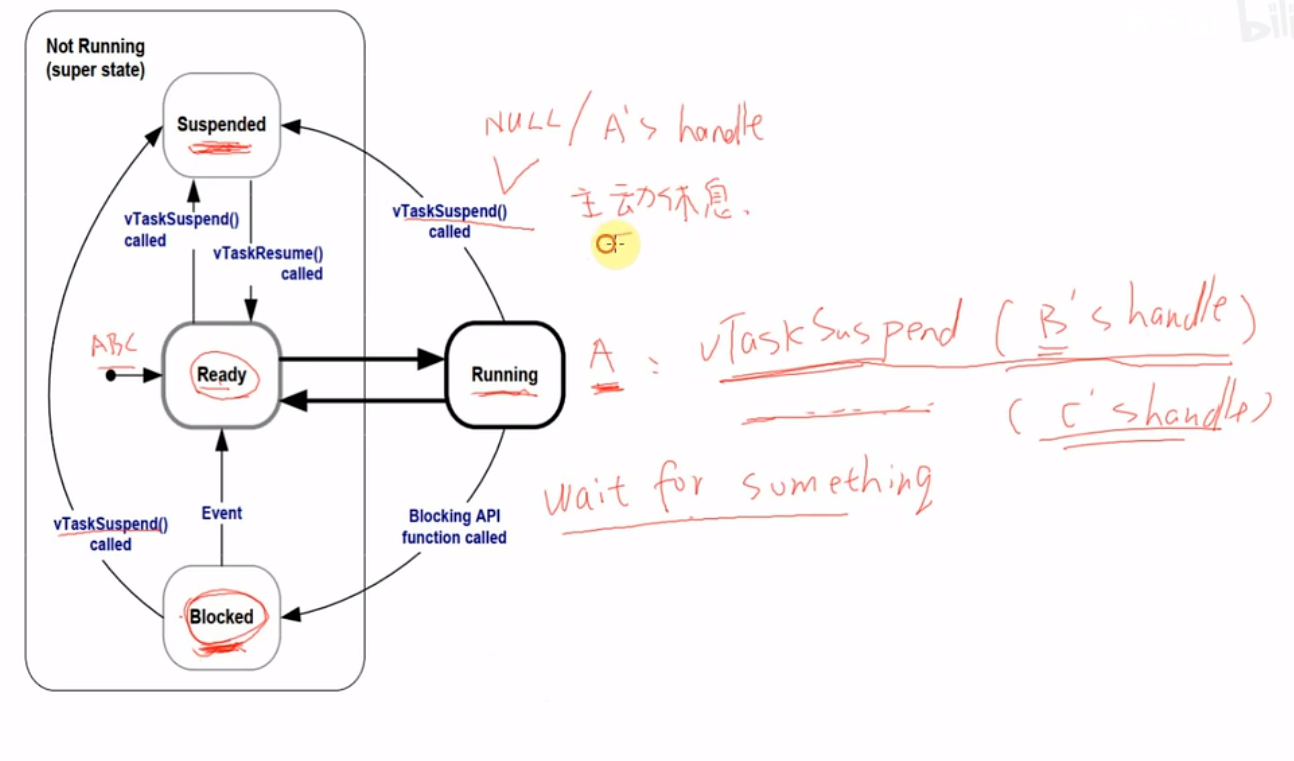 bili
Not Running
(super state)
Suspended
NULL / A's handle
主动休息.
vTaskSuspend()
called
vTaskSuspend()
called
vTaskResume()
called
ABC
Ready
Running
A : vTaskSuspend (B's handle)
(C's handle)
wait for something
Event
Blocking API
function called
vTaskSuspend()
called
Blocked